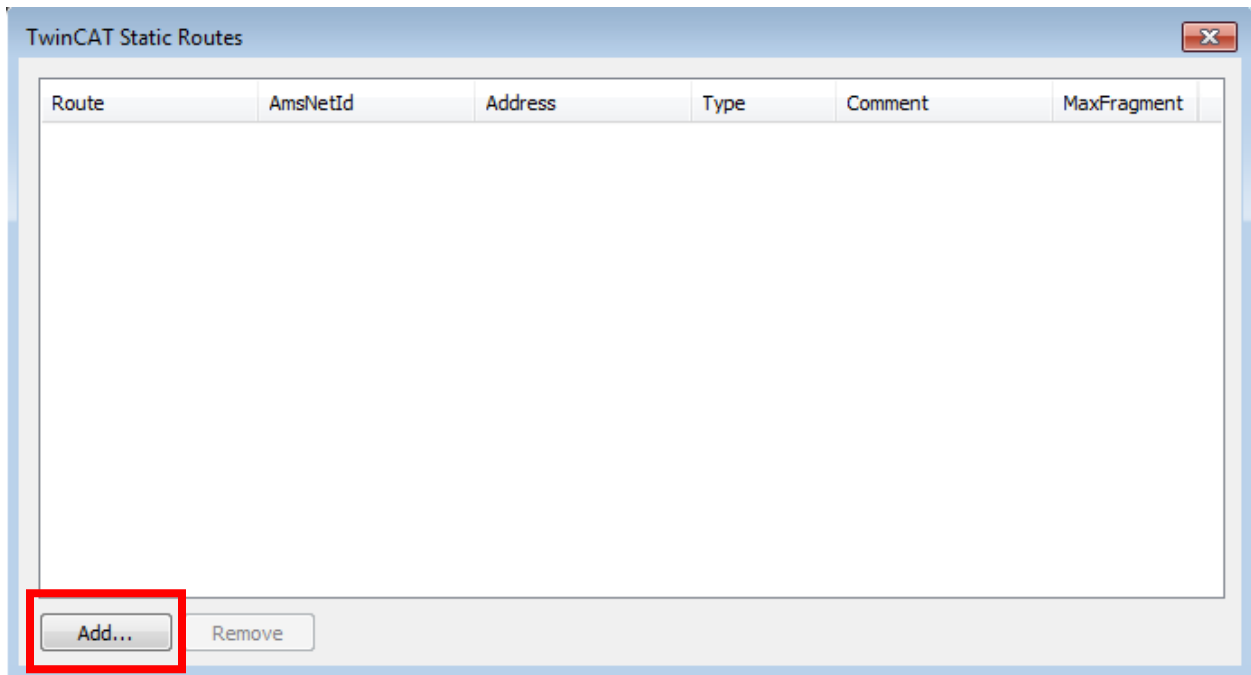 TwinCAT Static Routes
Route AmsNetId Address Type Comment MaxFragment
Add... Remove